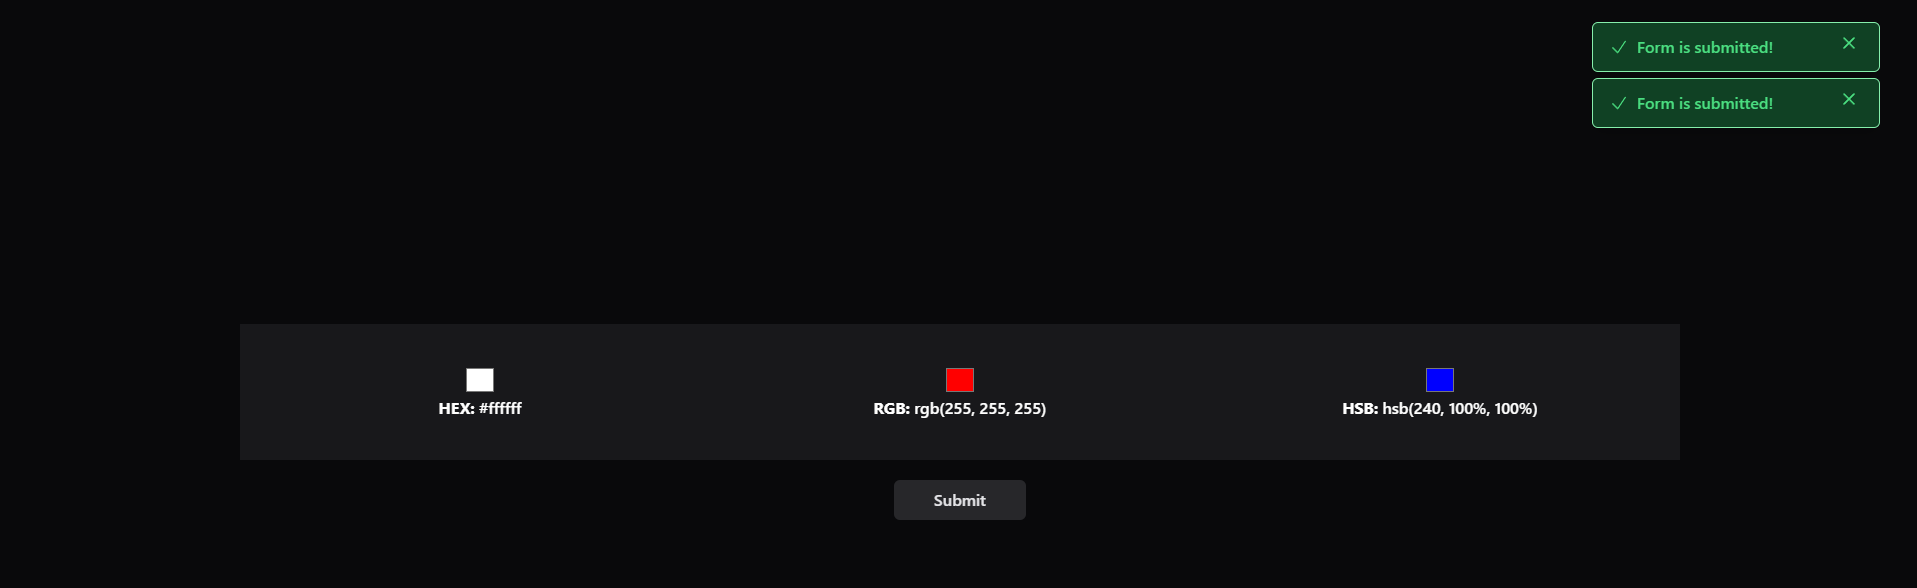 Form is submitted!
Form is submitted!
HEX: #ffffff
RGB: rgb(255, 255, 255)
HSB: hsb(240, 100%, 100%)
Submit